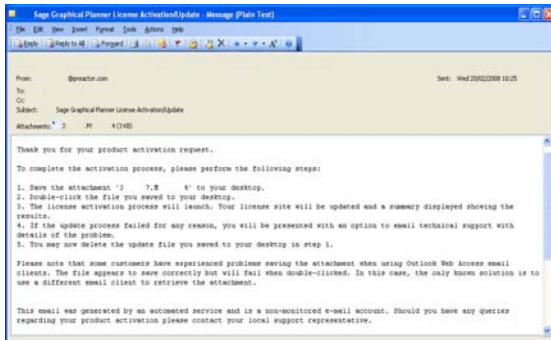 Sage Graphical Planner License Activation/Update - Message (Plain Text)
File Edit View Insert Format Tools Actions Help
Reply Reply to All Forward
From: @preactor.com Sent: Wed 20/02/2008 10:25
To:
Cc:
Subject: Sage Graphical Planner License Activation/Update
Attachments:
Thank you for your product activation request.
To complete the activation process, please perform the following steps:
1. Save the attachment to your desktop.
2. Double-click the file you saved to your desktop.
3. The license activation process will launch. Your license site will be updated and a summary displayed showing the
results.
4. If the update process failed for any reason, you will be presented with an option to email technical support with
details of the problem.
5. You may now delete the update file you saved to your desktop in step 1.
Please note that some customers have experienced problems saving the attachment when using Outlook Web Access email
clients. The file appears to save correctly but will fail when double-clicked. In this case, the only known solution is to
use a different email client to retrieve the attachment.
This email was generated by an automated service and is a non-monitored e-mail account. Should you have any queries
regarding your product activation please contact your local support representative.